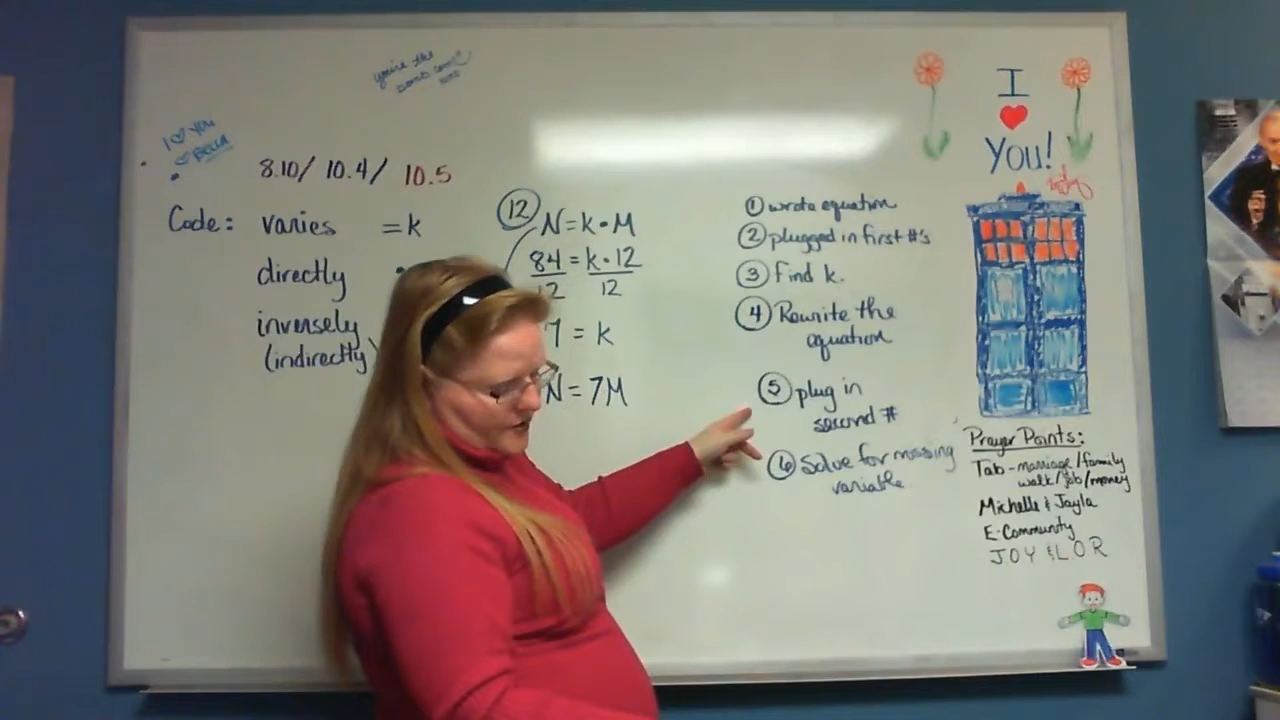 you're the
I ♡ YOU
♡ BELLA
8.10/ 10.4/ 10.5
Code: varies = k
directly
inversely
(indirectly
12 N = k • M
84 = k • 12
12 12
7 = k
N = 7M
① wrote equation
② plugged in first #'s
③ Find k.
④ Rewrite the
equation
⑤ plug in
second #
⑥ Solve for missing
variable
I
♥
YOU!
Prayer Points:
Tab - marriage/family
walk/job/money
Michelle & Jayla
E-Community
JOY & LOR